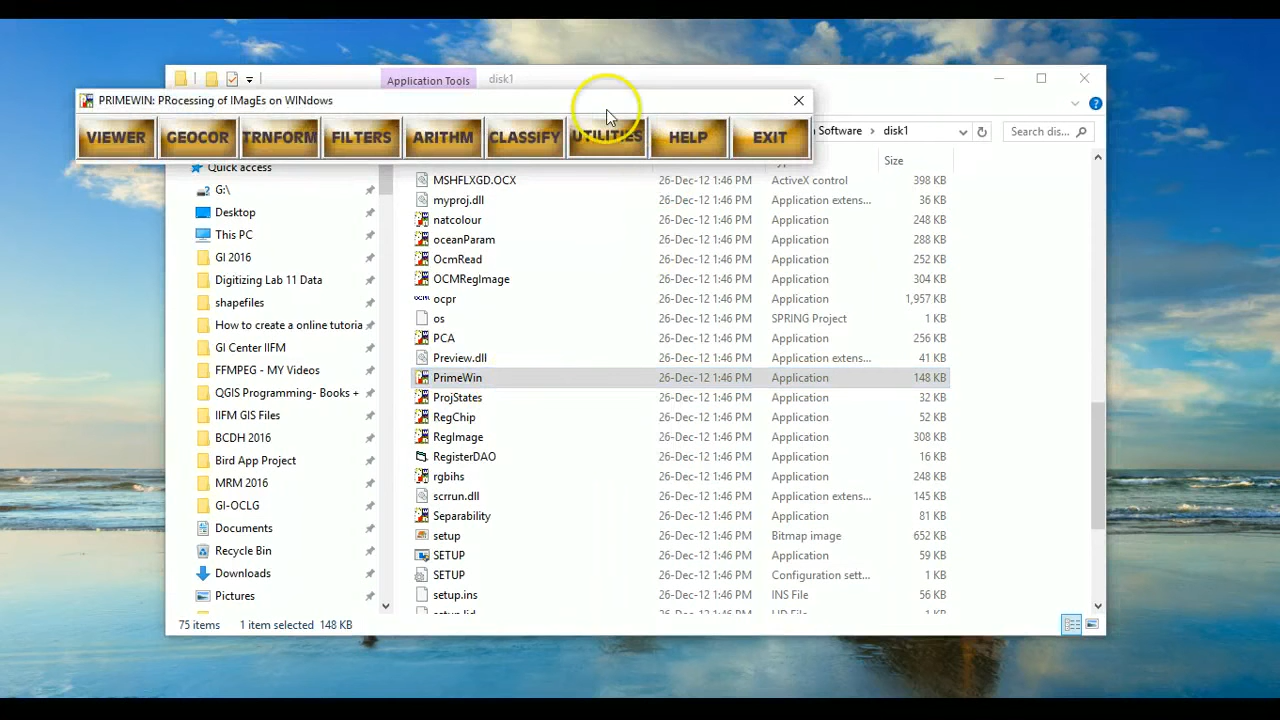 Application Tools disk1
PRIMEWIN: PRocessing of IMagEs on WINdows
VIEWER GEOCOR TRNFORM FILTERS ARITHM CLASSIFY UTILITIES HELP EXIT
Software > disk1 Search dis...
Quick access Size
G:\
Desktop
This PC
GI 2016
Digitizing Lab 11 Data
shapefiles
How to create a online tutoria
GI Center IIFM
FFMPEG - MY Videos
QGIS Programming- Books +
IIFM GIS Files
BCDH 2016
Bird App Project
MRM 2016
GI-OCLG
Documents
Recycle Bin
Downloads
Pictures
MSHFLXGD.OCX 26-Dec-12 1:46 PM ActiveX control 398 KB
myproj.dll 26-Dec-12 1:46 PM Application extens... 36 KB
natcolour 26-Dec-12 1:46 PM Application 248 KB
oceanParam 26-Dec-12 1:46 PM Application 288 KB
OcmRead 26-Dec-12 1:46 PM Application 252 KB
OCMRegImage 26-Dec-12 1:46 PM Application 304 KB
ocpr 26-Dec-12 1:46 PM Application 1,957 KB
os 26-Dec-12 1:46 PM SPRING Project 1 KB
PCA 26-Dec-12 1:46 PM Application 256 KB
Preview.dll 26-Dec-12 1:46 PM Application extens... 41 KB
PrimeWin 26-Dec-12 1:46 PM Application 148 KB
ProjStates 26-Dec-12 1:46 PM Application 32 KB
RegChip 26-Dec-12 1:46 PM Application 52 KB
RegImage 26-Dec-12 1:46 PM Application 308 KB
RegisterDAO 26-Dec-12 1:46 PM Application 16 KB
rgbihs 26-Dec-12 1:46 PM Application 248 KB
scrrun.dll 26-Dec-12 1:46 PM Application extens... 145 KB
Separability 26-Dec-12 1:46 PM Application 81 KB
setup 26-Dec-12 1:46 PM Bitmap image 652 KB
SETUP 26-Dec-12 1:46 PM Application 59 KB
SETUP 26-Dec-12 1:46 PM Configuration sett... 1 KB
setup.ins 26-Dec-12 1:46 PM INS File 1 KB
75 items 1 item selected 148 KB